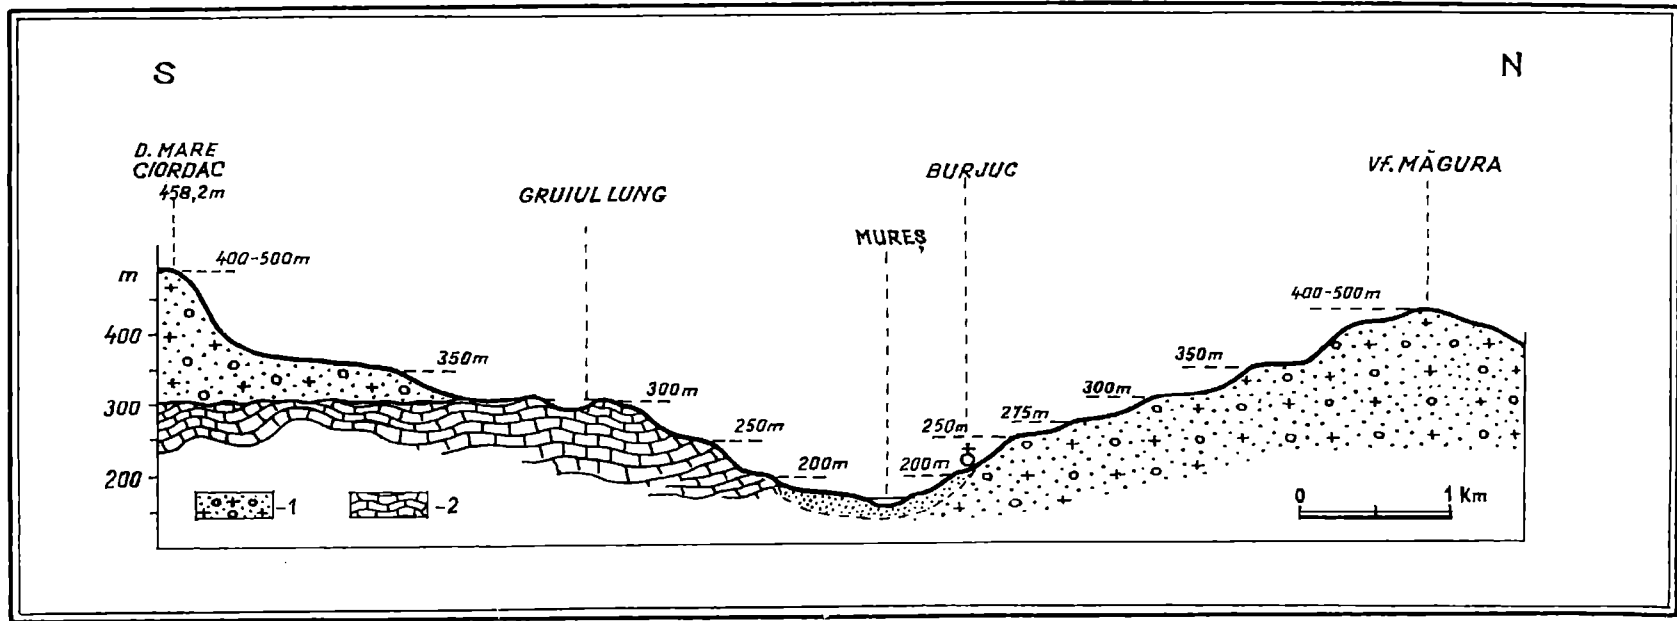 S
N
D. MARE
CIORDAC
458,2m
GRUIUL LUNG
MUREȘ
BURJUC
Vf. MĂGURA
m
400-500m
400-500m
400
350m
350m
300
300m
300m
275m
250m
250m
200
200m
200m
-1
-2
0 1 Km